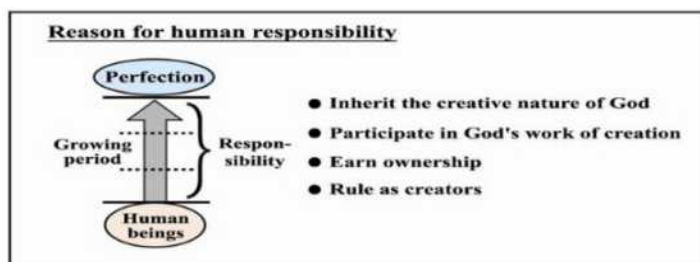 Reason for human responsibility
Perfection
Growing
period
Respon-
sibility
Human
beings
● Inherit the creative nature of God
● Participate in God's work of creation
● Earn ownership
● Rule as creators